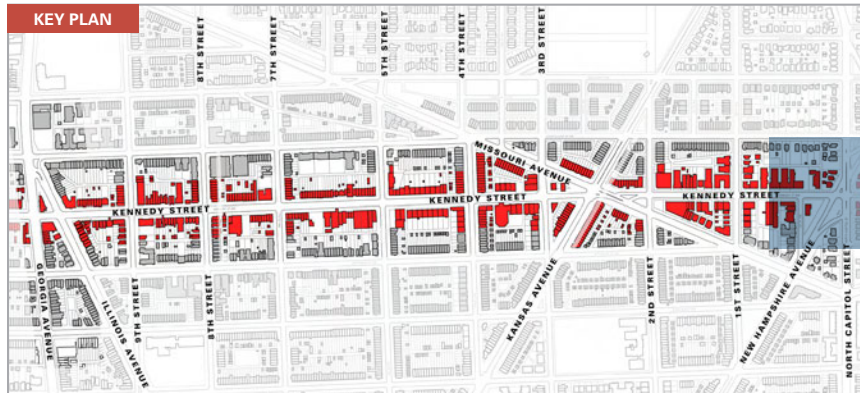 KEY PLAN
8TH STREET
7TH STREET
5TH STREET
4TH STREET
3RD STREET
MISSOURI AVENUE
KENNEDY STREET
KENNEDY STREET
KENNEDY STREET
GEORGIA AVENUE
ILLINOIS AVENUE
9TH STREET
8TH STREET
KANSAS AVENUE
2ND STREET
1ST STREET
NEW HAMPSHIRE AVENUE
NORTH CAPITOL STREET